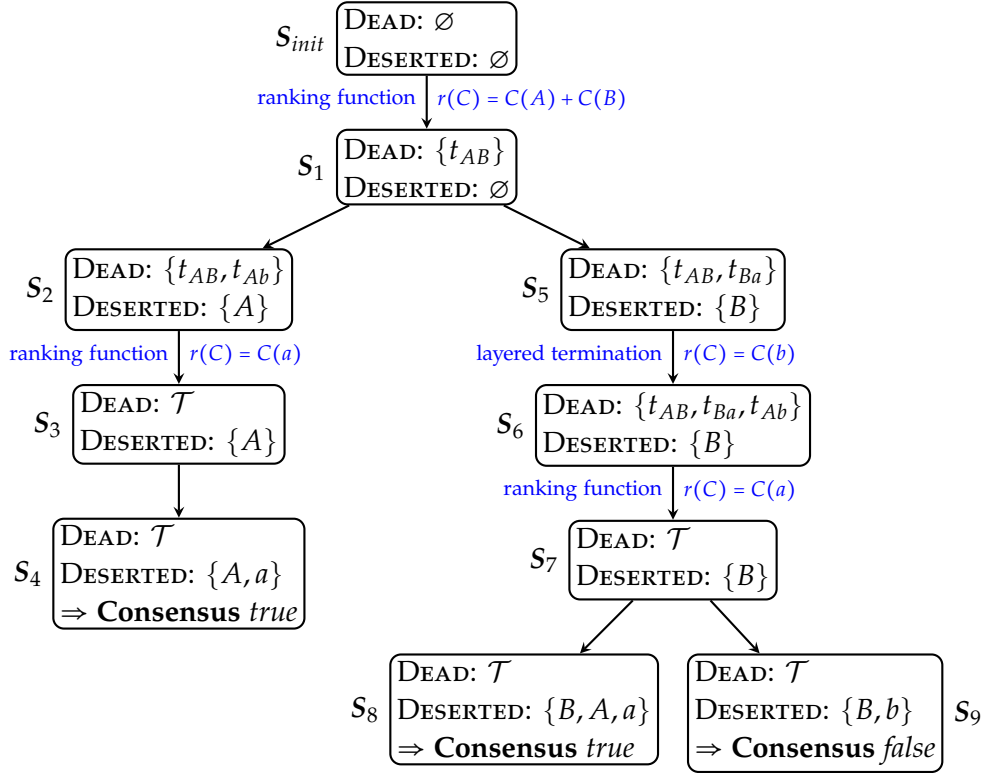 S_init
DEAD: ∅
DESERTED: ∅
ranking function r(C) = C(A) + C(B)
S_1
DEAD: {t_AB}
DESERTED: ∅
S_2
DEAD: {t_AB, t_Ab}
DESERTED: {A}
S_5
DEAD: {t_AB, t_Ba}
DESERTED: {B}
ranking function r(C) = C(a)
layered termination r(C) = C(b)
S_3
DEAD: 𝒯
DESERTED: {A}
S_6
DEAD: {t_AB, t_Ba, t_Ab}
DESERTED: {B}
ranking function r(C) = C(a)
S_4
DEAD: 𝒯
DESERTED: {A, a}
⇒ Consensus true
S_7
DEAD: 𝒯
DESERTED: {B}
S_8
DEAD: 𝒯
DESERTED: {B, A, a}
⇒ Consensus true
DEAD: 𝒯
DESERTED: {B, b}
⇒ Consensus false
S_9